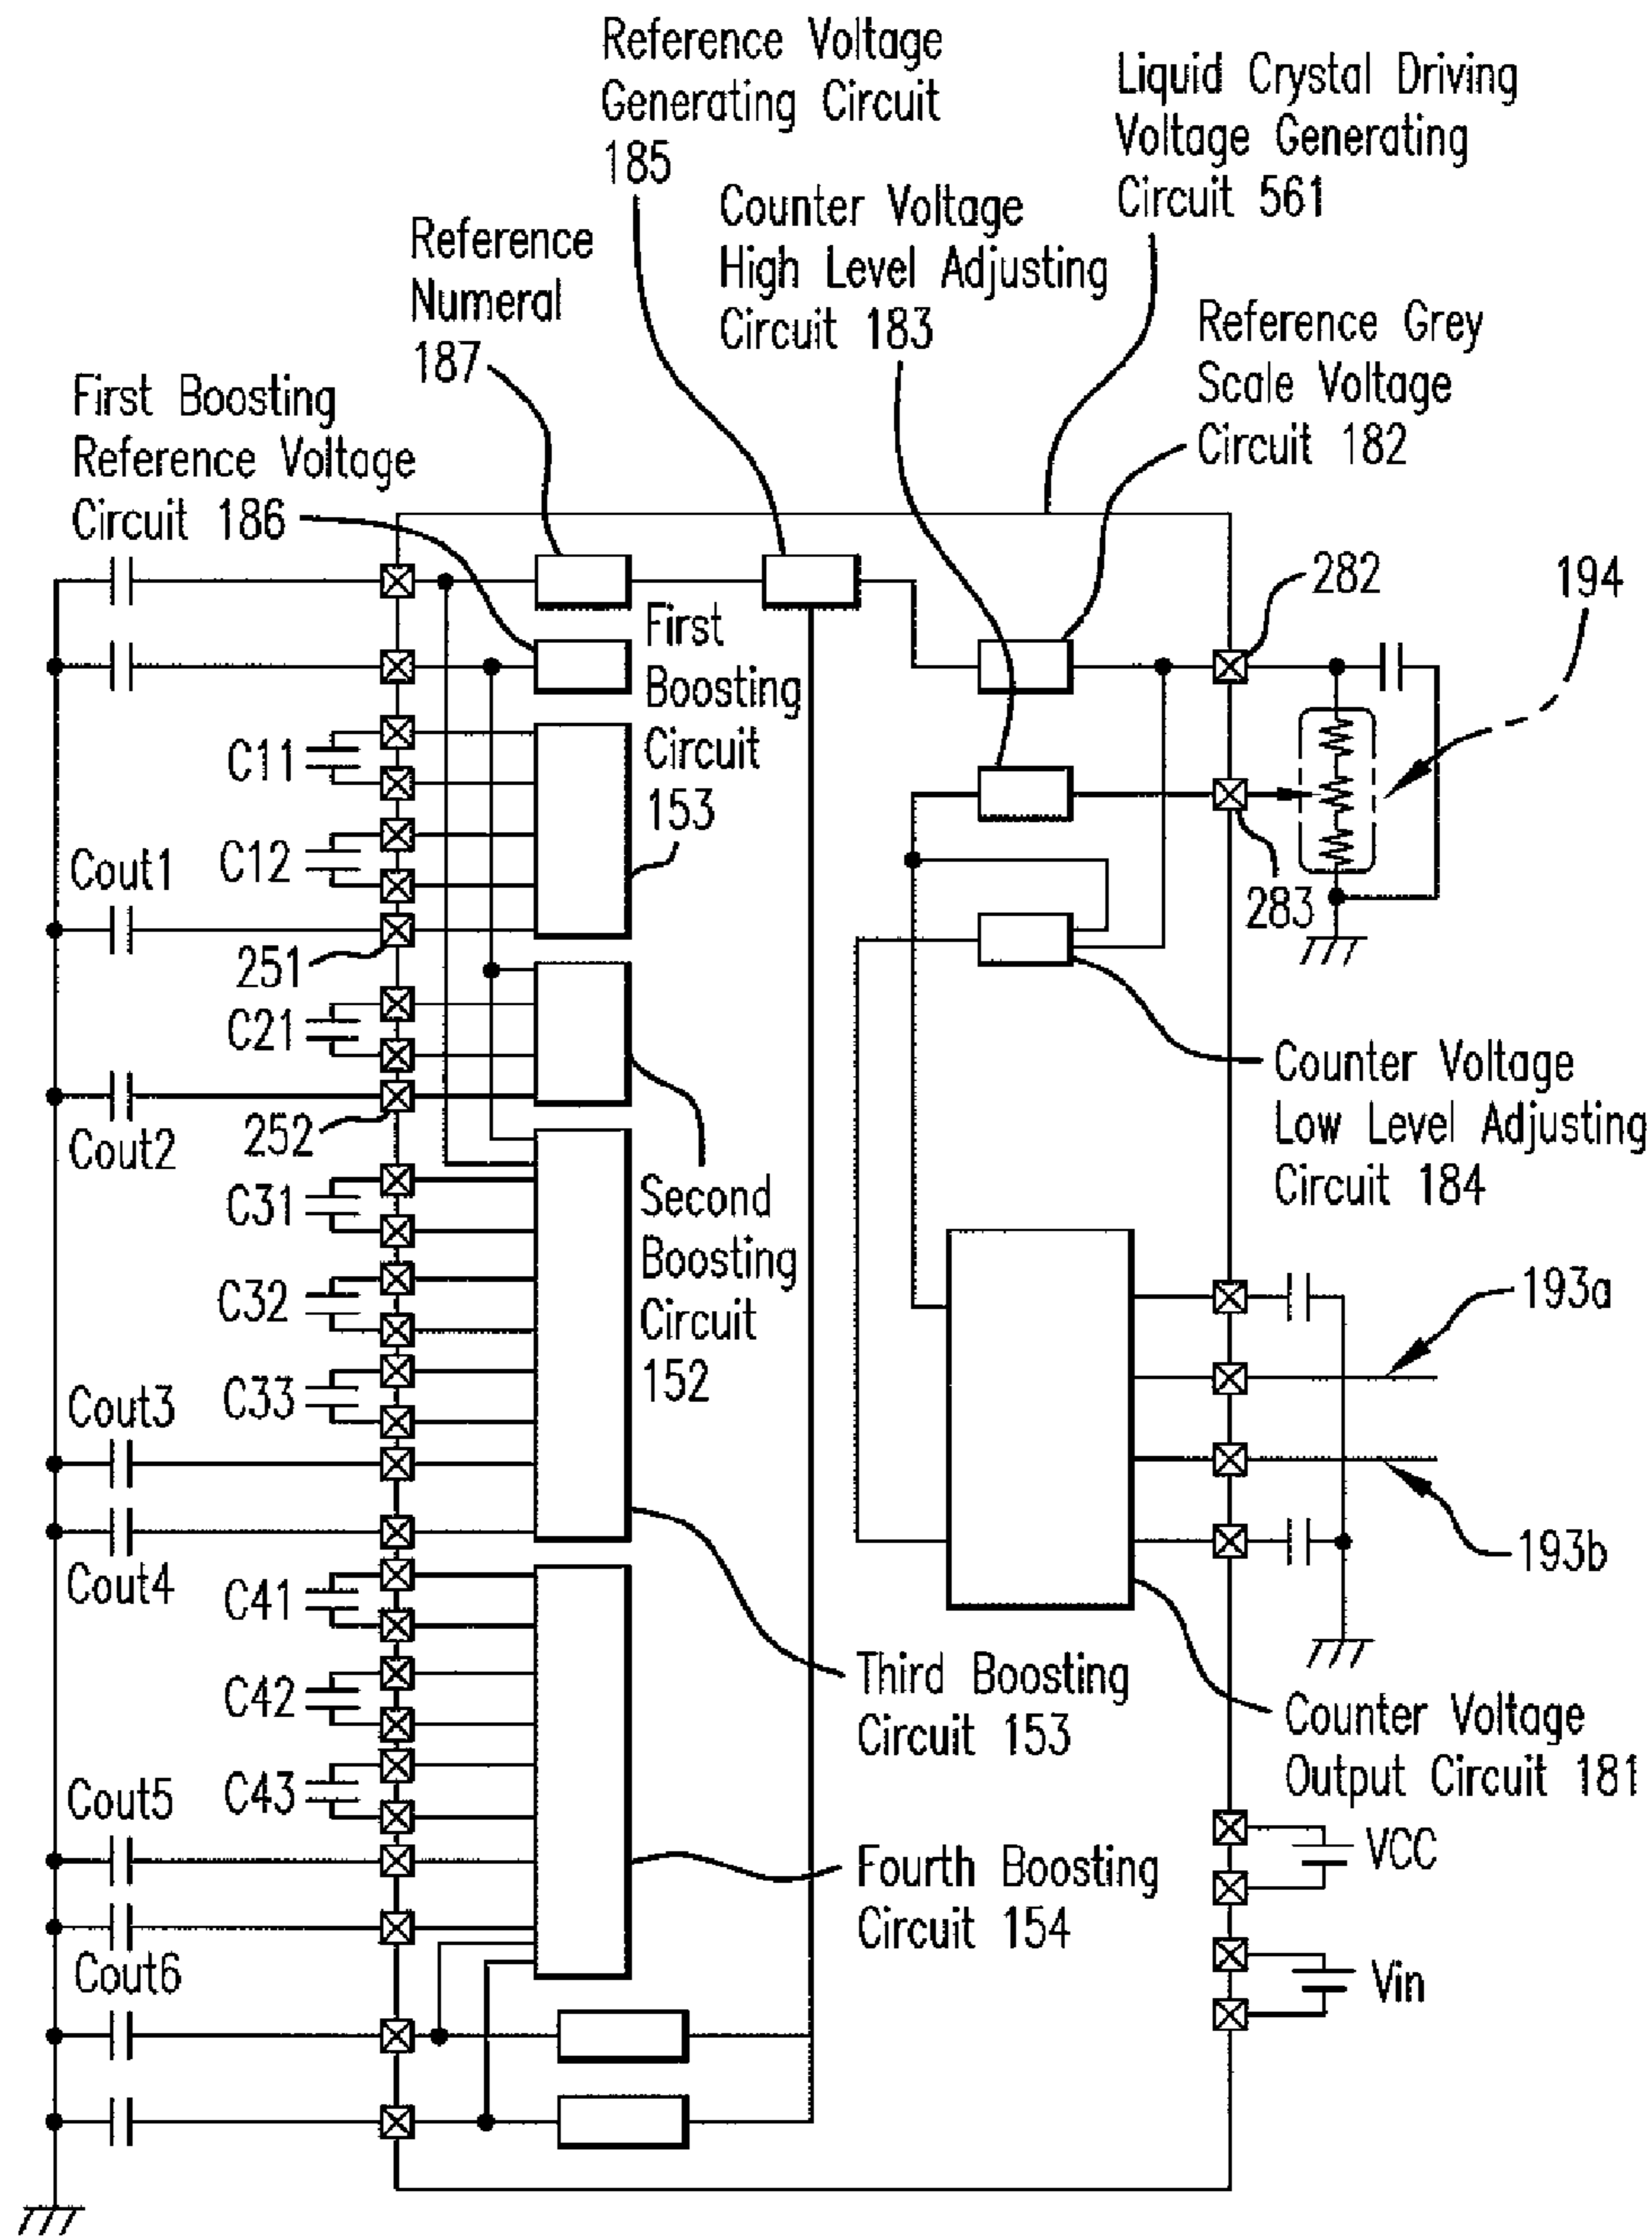 Reference Voltage
Generating Circuit
185
Liquid Crystal Driving
Voltage Generating
Circuit 561
Counter Voltage
High Level Adjusting
Circuit 183
Reference
Numeral
187
Reference Grey
Scale Voltage
Circuit 182
First Boosting
Reference Voltage
Circuit 186
282
194
First
Boosting
Circuit
153
C11
C12
Cout1
283
251
C21
Counter Voltage
Low Level Adjusting
Circuit 184
252
Cout2
Second
Boosting
Circuit
152
C31
C32
193a
C33
Cout3
193b
Cout4
C41
Third Boosting
Circuit 153
C42
Counter Voltage
Output Circuit 181
C43
Cout5
VCC
Fourth Boosting
Circuit 154
Cout6
Vin